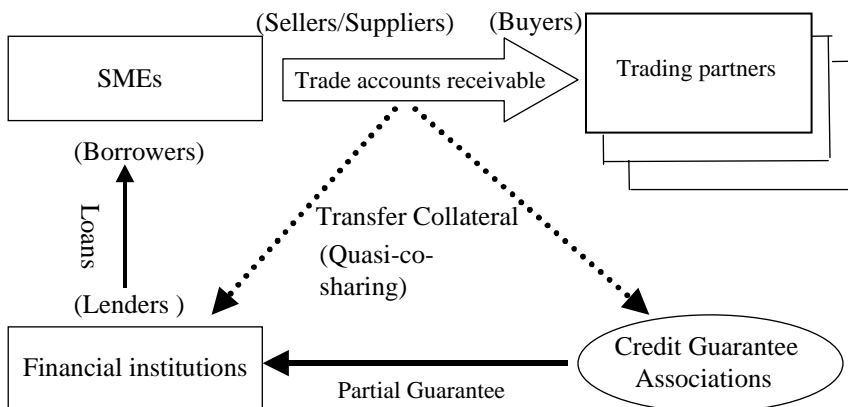 (Sellers/Suppliers) (Buyers)
SMEs
Trade accounts receivable
Trading partners
(Borrowers)
Loans
Transfer Collateral
(Quasi-co-
sharing)
(Lenders )
Financial institutions
Partial Guarantee
Credit Guarantee
Associations